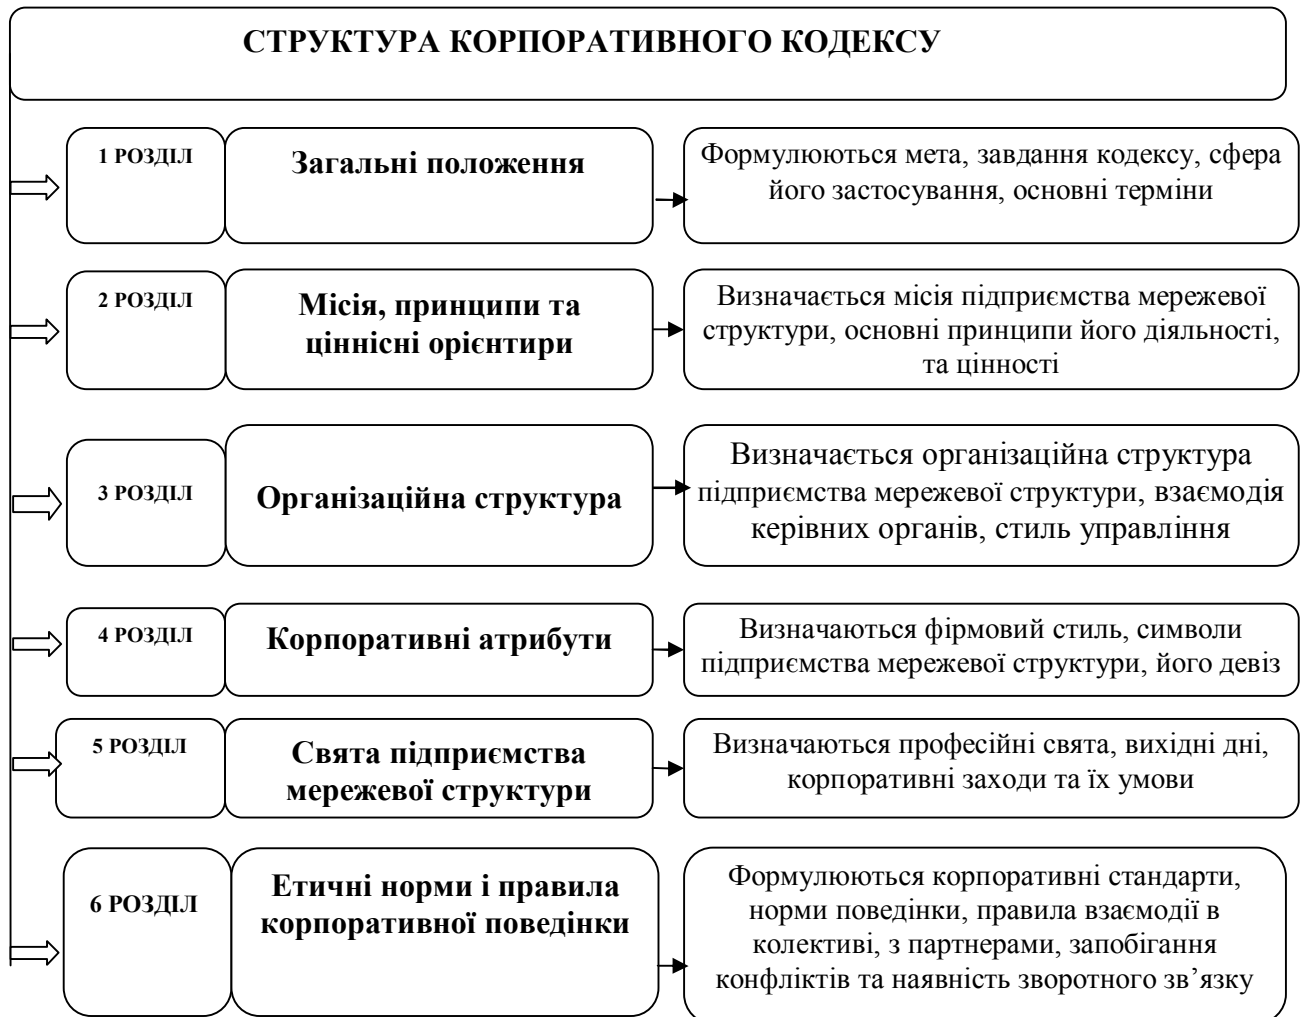 СТРУКТУРА КОРПОРАТИВНОГО КОДЕКСУ
1 РОЗДІЛ
Загальні положення
Формулюються мета, завдання кодексу, сфера
його застосування, основні терміни
2 РОЗДІЛ
Місія, принципи та
ціннісні орієнтири
Визначається місія підприємства мережевої
структури, основні принципи його діяльності,
та цінності
3 РОЗДІЛ
Організаційна структура
Визначається організаційна структура
підприємства мережевої структури, взаємодія
керівних органів, стиль управління
4 РОЗДІЛ
Корпоративні атрибути
Визначаються фірмовий стиль, символи
підприємства мережевої структури, його девіз
5 РОЗДІЛ
Свята підприємства
мережевої структури
Визначаються професійні свята, вихідні дні,
корпоративні заходи та їх умови
6 РОЗДІЛ
Етичні норми і правила
корпоративної поведінки
Формулюються корпоративні стандарти,
норми поведінки, правила взаємодії в
колективі, з партнерами, запобігання
конфліктів та наявність зворотного зв’язку